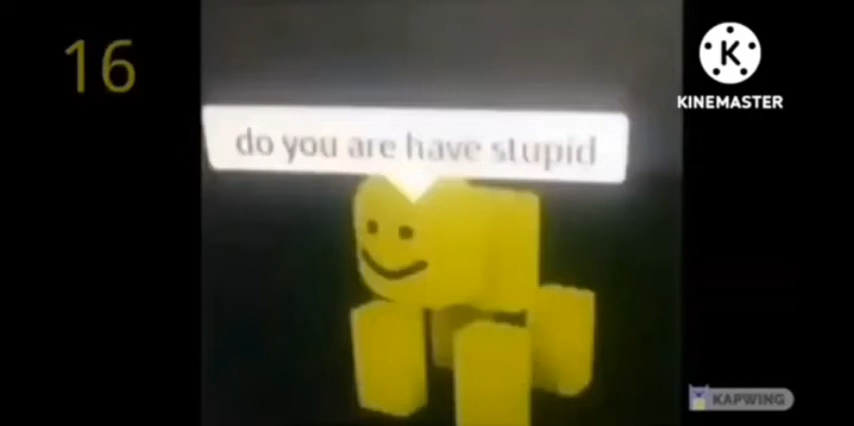 16
K
KINEMASTER
do you are have stupid
KAPWING